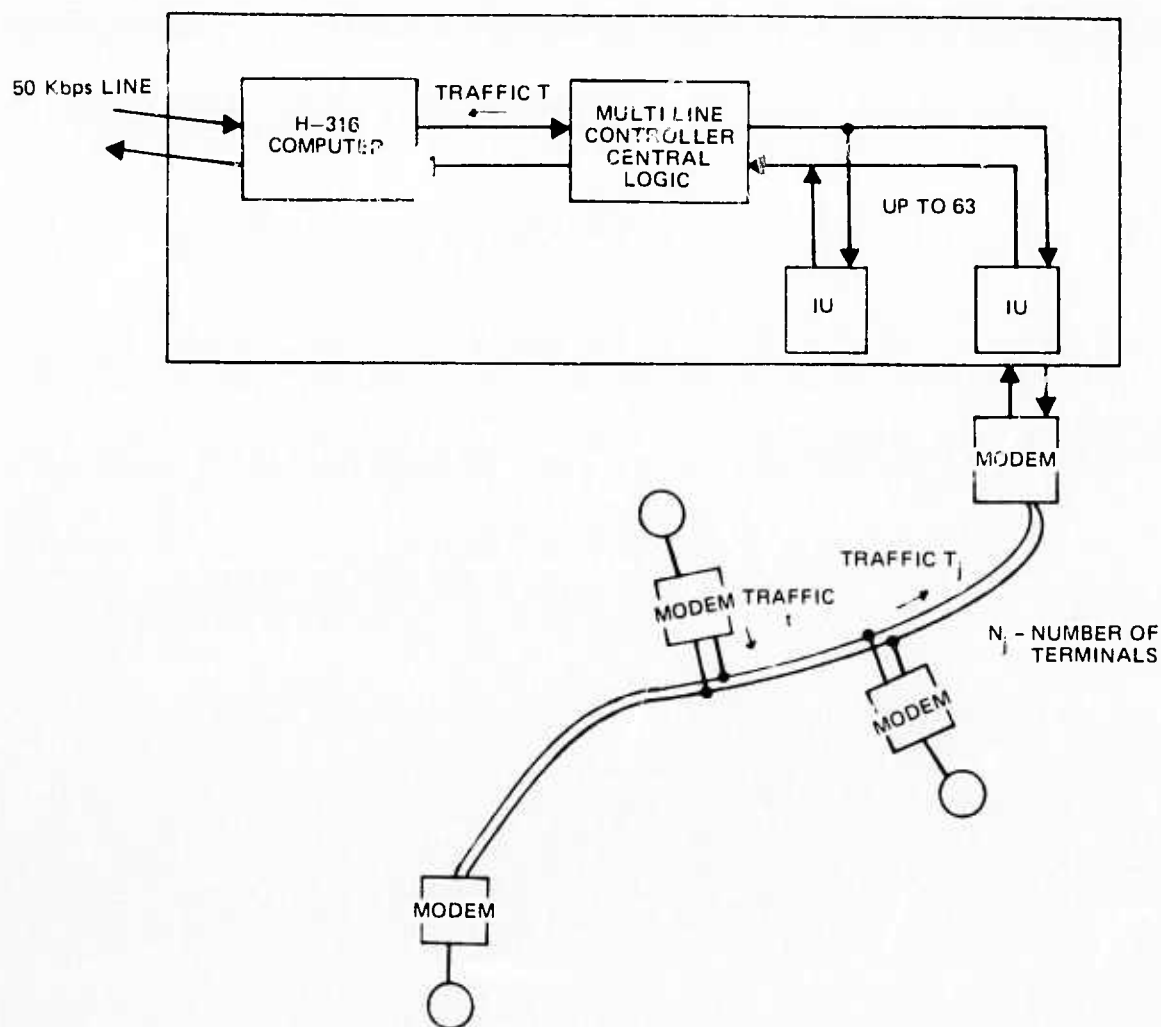 50 Kbps LINE
H-316
COMPUTER
TRAFFIC T
MULTI LINE
CONTROLLER
CENTRAL
LOGIC
UP TO 63
IU
IU
MODEM
TRAFFIC Tj
MODEM
TRAFFIC
t
Nj - NUMBER OF
TERMINALS
MODEM
MODEM